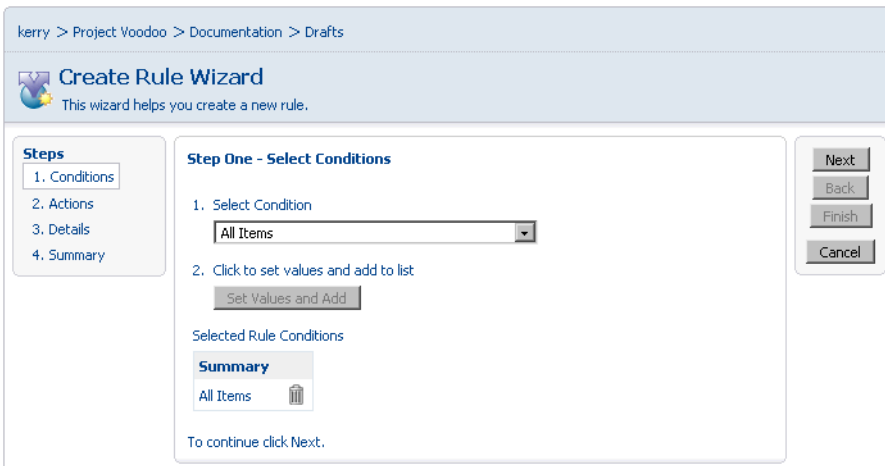 kerry > Project Voodoo > Documentation > Drafts
Create Rule Wizard
This wizard helps you create a new rule.
Steps
1. Conditions
2. Actions
3. Details
4. Summary
Step One - Select Conditions
1. Select Condition
All Items
2. Click to set values and add to list
Set Values and Add
Selected Rule Conditions
Summary
All Items
To continue click Next.
Next
Back
Finish
Cancel